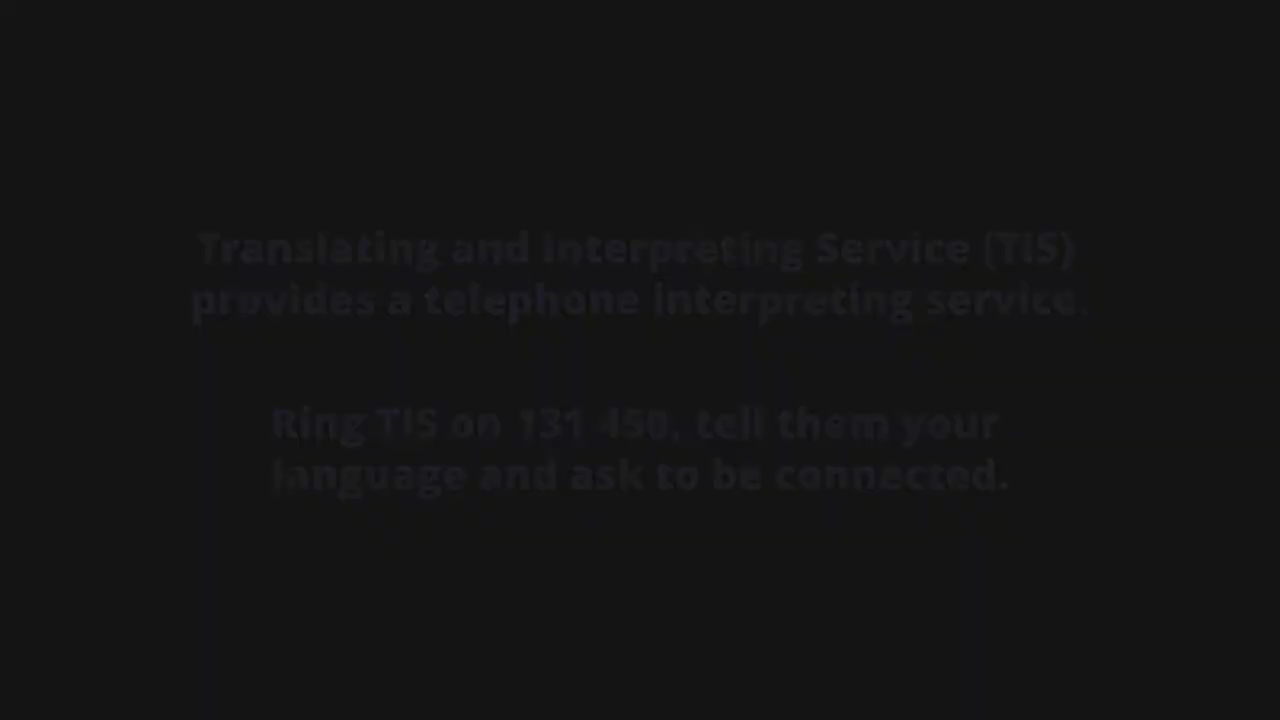 Translating and Interpreting Service (TIS)
provides a telephone interpreting service.
Ring TIS on 131 450, tell them your
language and ask to be connected.